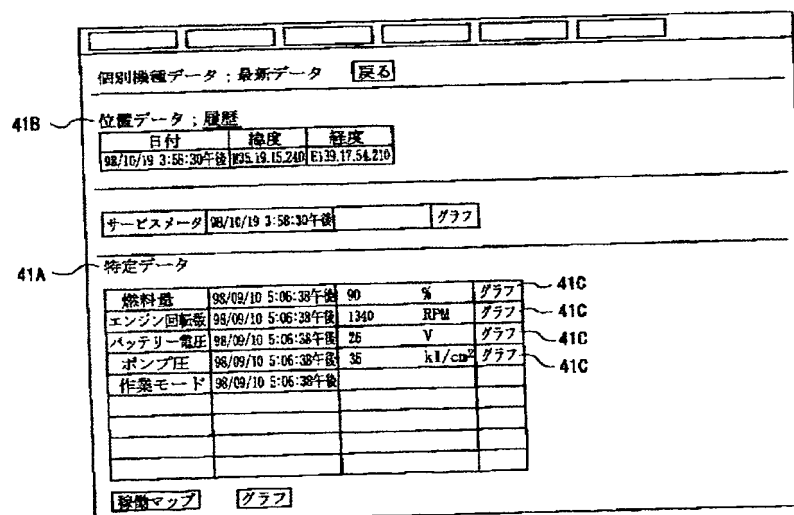 個別機種データ；最新データ 戻る
41B 位置データ；履歴
日付 緯度 経度
98/10/19 3:58:30午後 N35.19.15.240 E139.17.54.210
サービスメータ 98/10/19 3:58:30午後 グラフ
41A 特定データ
燃料量 98/09/10 5:06:38午後 90 % グラフ 41C
エンジン回転数 98/09/10 5:06:38午後 1340 RPM グラフ 41C
バッテリー電圧 98/09/10 5:06:38午後 26 V グラフ 41C
ポンプ圧 98/09/10 5:06:38午後 36 グラフ 41C
作業モード 98/09/10 5:06:38午後
稼働マップ グラフ